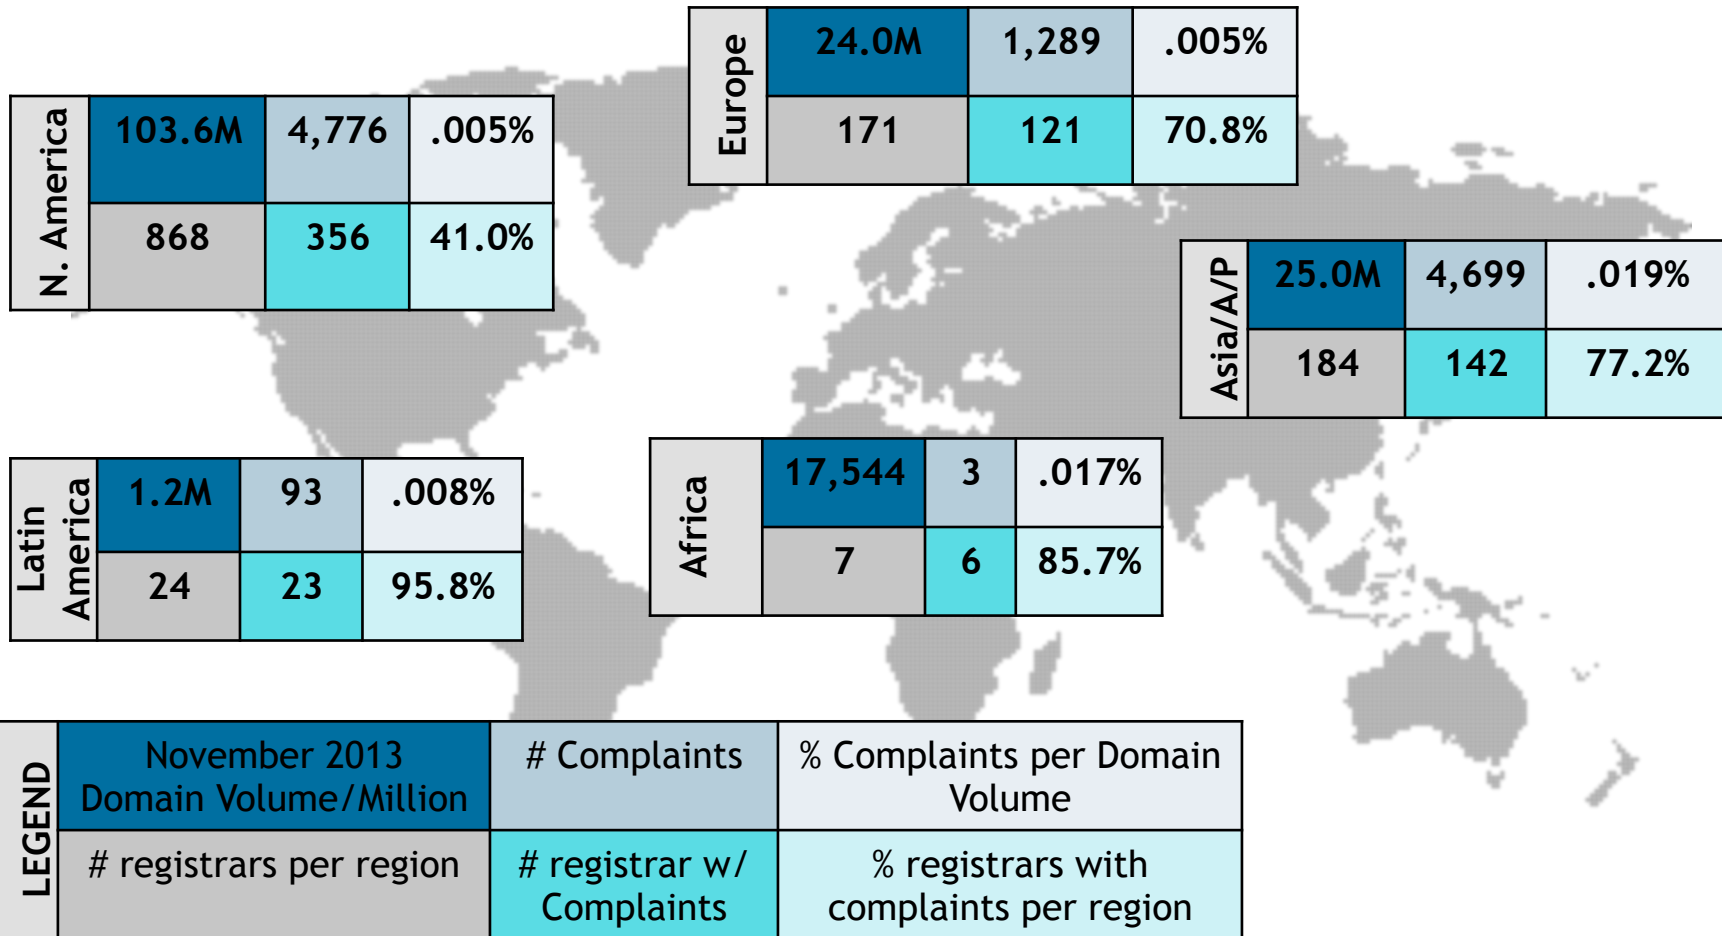 Europe
24.0M 1,289 .005%
171 121 70.8%
N. America
103.6M 4,776 .005%
868 356 41.0%
Asia/A/P
25.0M 4,699 .019%
184 142 77.2%
Latin
America
1.2M 93 .008%
24 23 95.8%
Africa
17,544 3 .017%
7 6 85.7%
LEGEND
November 2013
Domain Volume/Million
# Complaints
% Complaints per Domain
Volume
# registrars per region
# registrar w/
Complaints
% registrars with
complaints per region